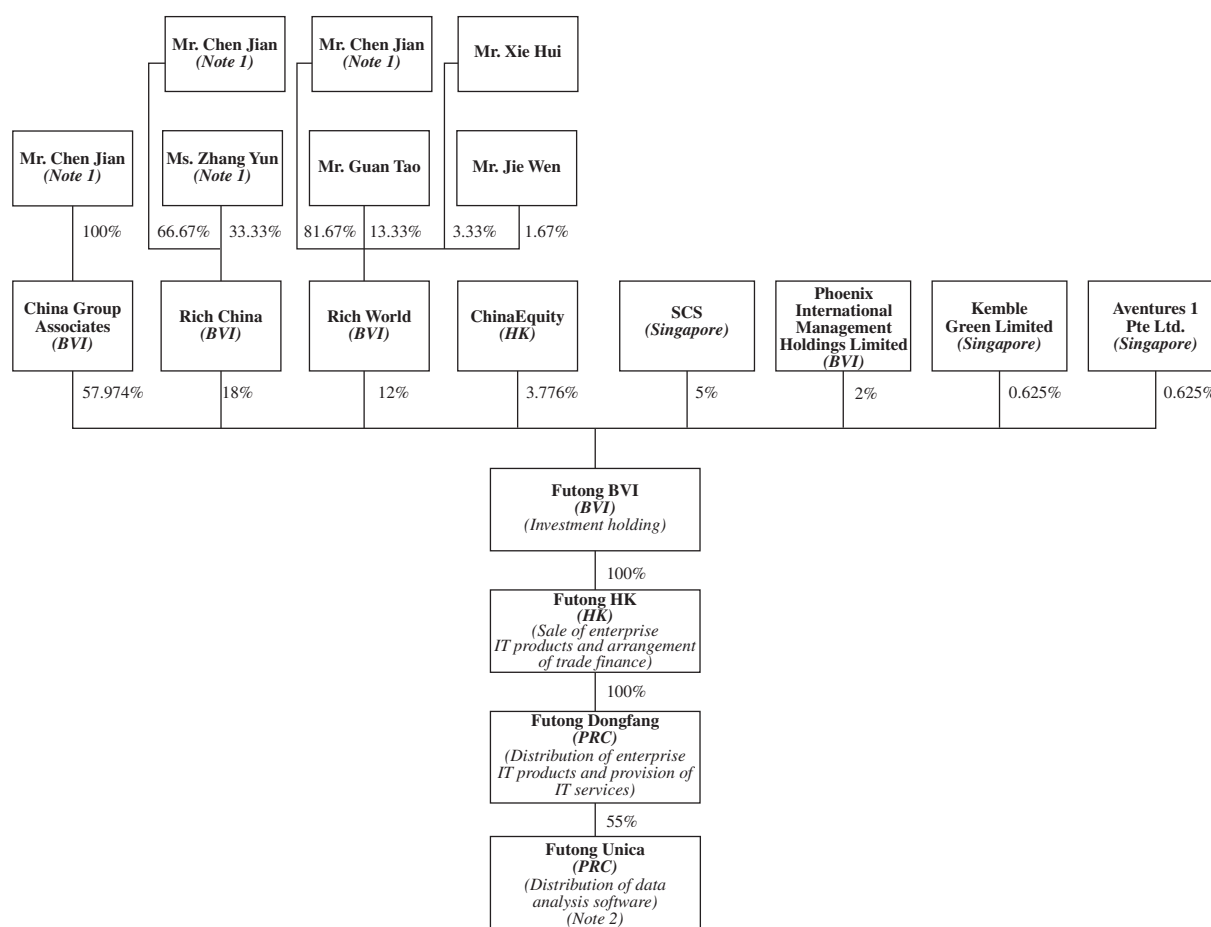 Mr. Chen Jian
(Note 1)
Mr. Chen Jian
(Note 1)
Mr. Xie Hui
Mr. Chen Jian
(Note 1)
Ms. Zhang Yun
(Note 1)
Mr. Guan Tao
Mr. Jie Wen
100%
66.67%
33.33%
81.67%
13.33%
3.33%
1.67%
China Group
Associates
(BVI)
Rich China
(BVI)
Rich World
(BVI)
ChinaEquity
(HK)
SCS
(Singapore)
Phoenix
International
Management
Holdings Limited
(BVI)
Kemble
Green Limited
(Singapore)
Aventures 1
Pte Ltd.
(Singapore)
57.974%
18%
12%
3.776%
5%
2%
0.625%
0.625%
Futong BVI
(BVI)
(Investment holding)
100%
Futong HK
(HK)
(Sale of enterprise
IT products and arrangement
of trade finance)
100%
Futong Dongfang
(PRC)
(Distribution of enterprise
IT products and provision of
IT services)
55%
Futong Unica
(PRC)
(Distribution of data
analysis software)
(Note 2)